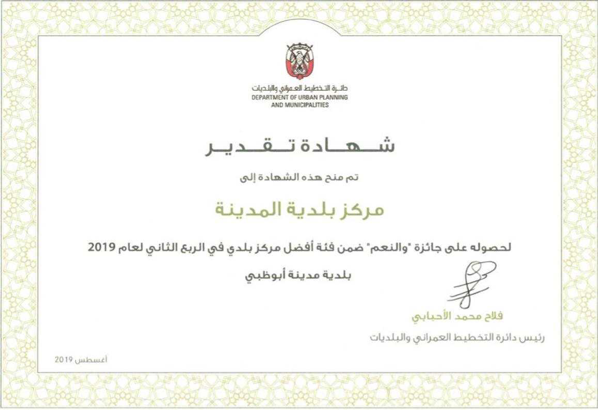 دائرة التخطيط العمراني والبلديات
DEPARTMENT OF URBAN PLANNING
AND MUNICIPALITIES
شـــهـــادة تـــقـــديـــر
تم منح هذه الشهادة إلى
مركز بلدية المدينة
لحصوله على جائزة "والنعم" ضمن فئة أفضل مركز بلدي في الربع الثاني لعام 2019
بلدية مدينة أبوظبي
فلاح محمد الأحبابي
رئيس دائرة التخطيط العمراني والبلديات
أغسطس 2019